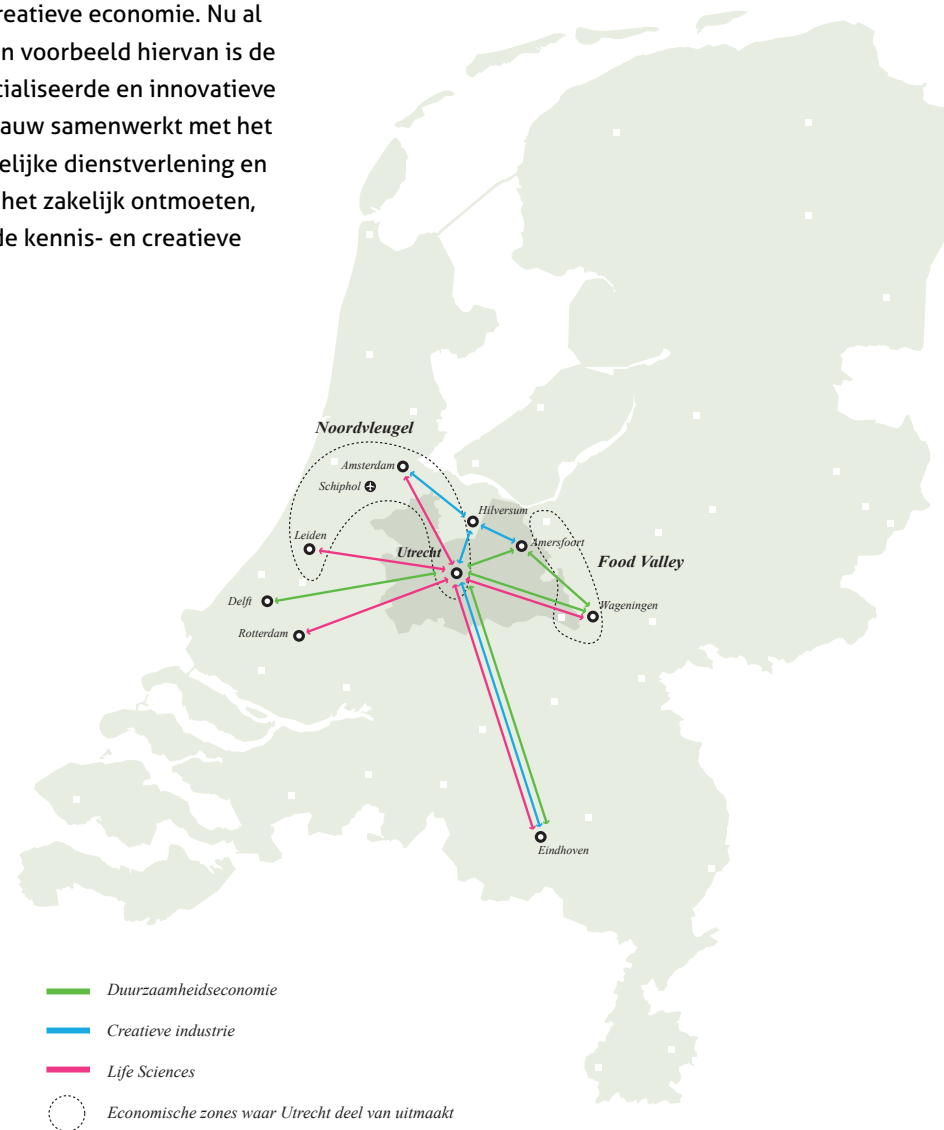 reatieve economie. Nu al
n voorbeeld hiervan is de
cialiseerde en innovatieve
auw samenwerkt met het
elijke dienstverlening en
het zakelijk ontmoeten,
de kennis- en creatieve
Noordvleugel
Amsterdam
Schiphol
Hilversum
Leiden
Utrecht
Amersfoort
Food Valley
Delft
Wageningen
Rotterdam
Eindhoven
Duurzaamheidseconomie
Creatieve industrie
Life Sciences
Economische zones waar Utrecht deel van uitmaakt